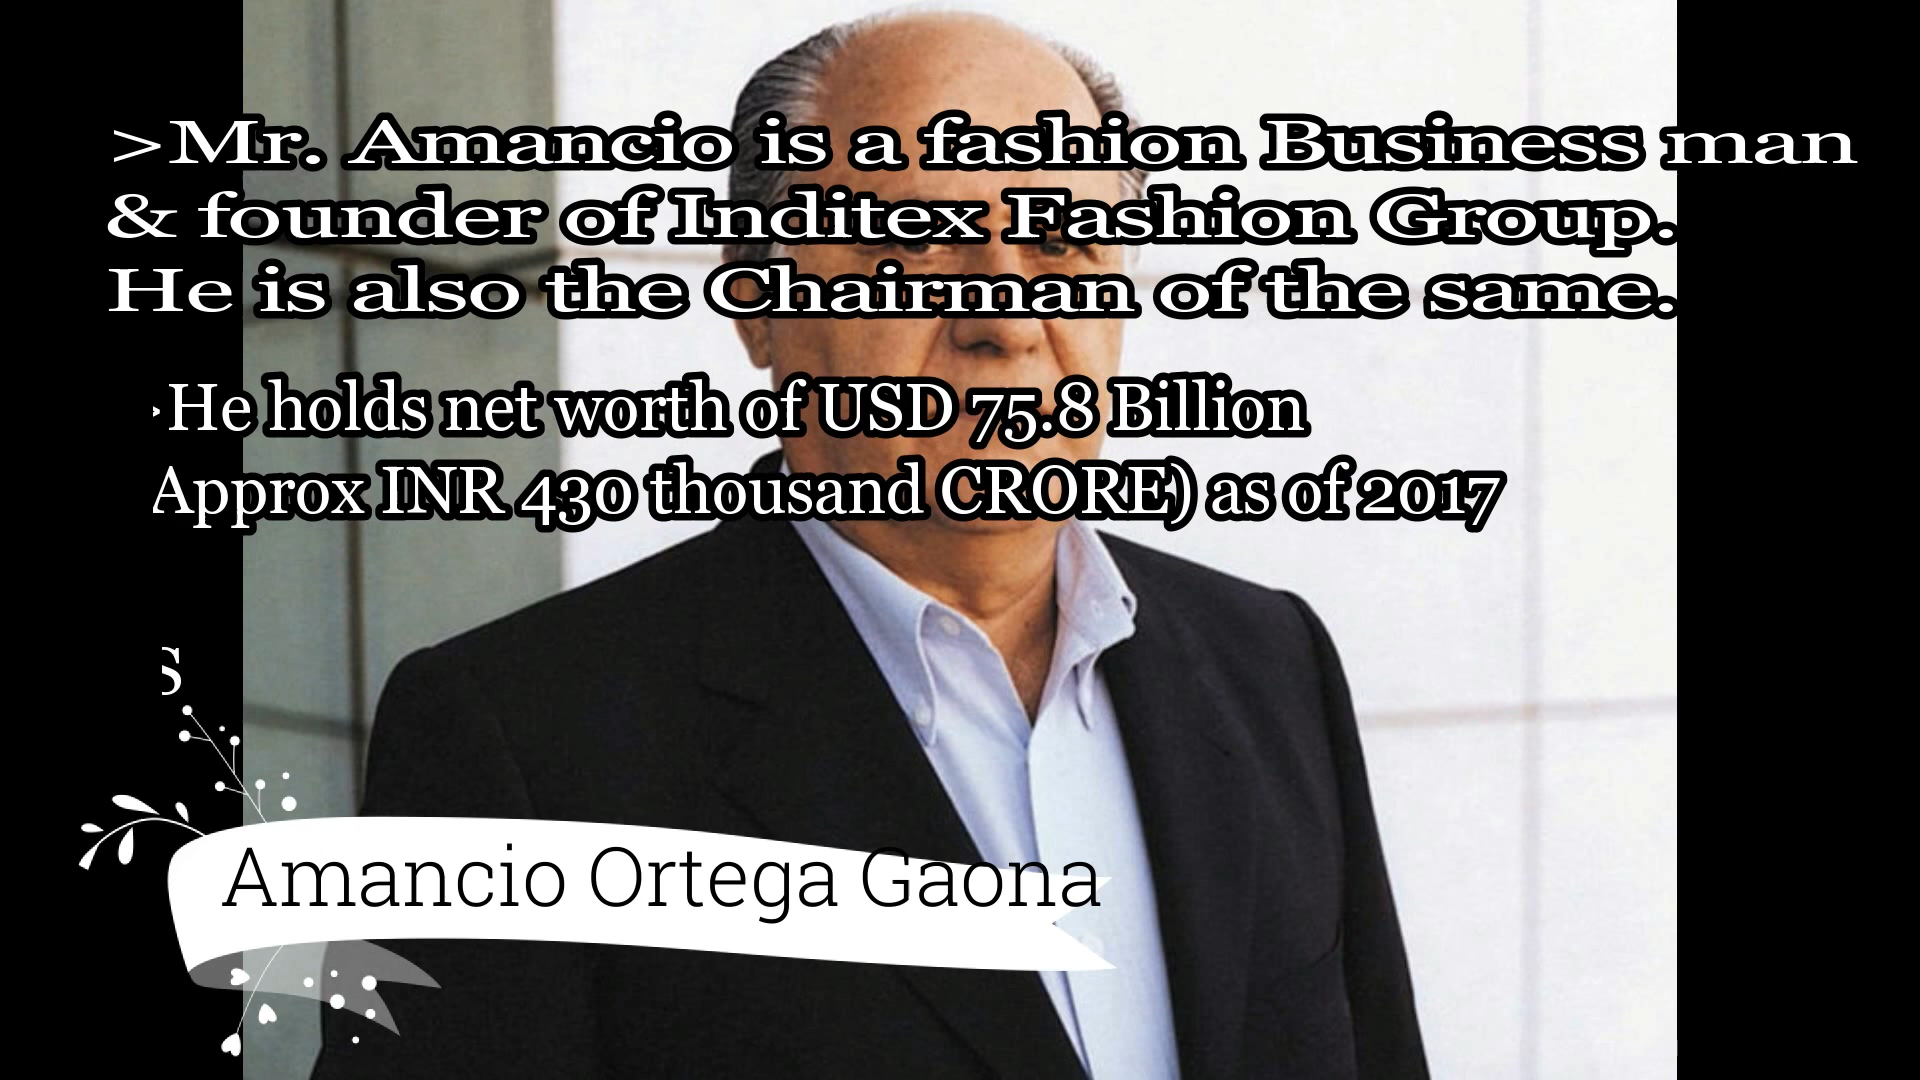 >Mr. Amancio is a fashion Business man
& founder of Inditex Fashion Group.
He is also the Chairman of the same.
He holds net worth of USD 75.8 Billion
Approx INR 430 thousand CRORE) as of 2017
s
Amancio Ortega Gaona